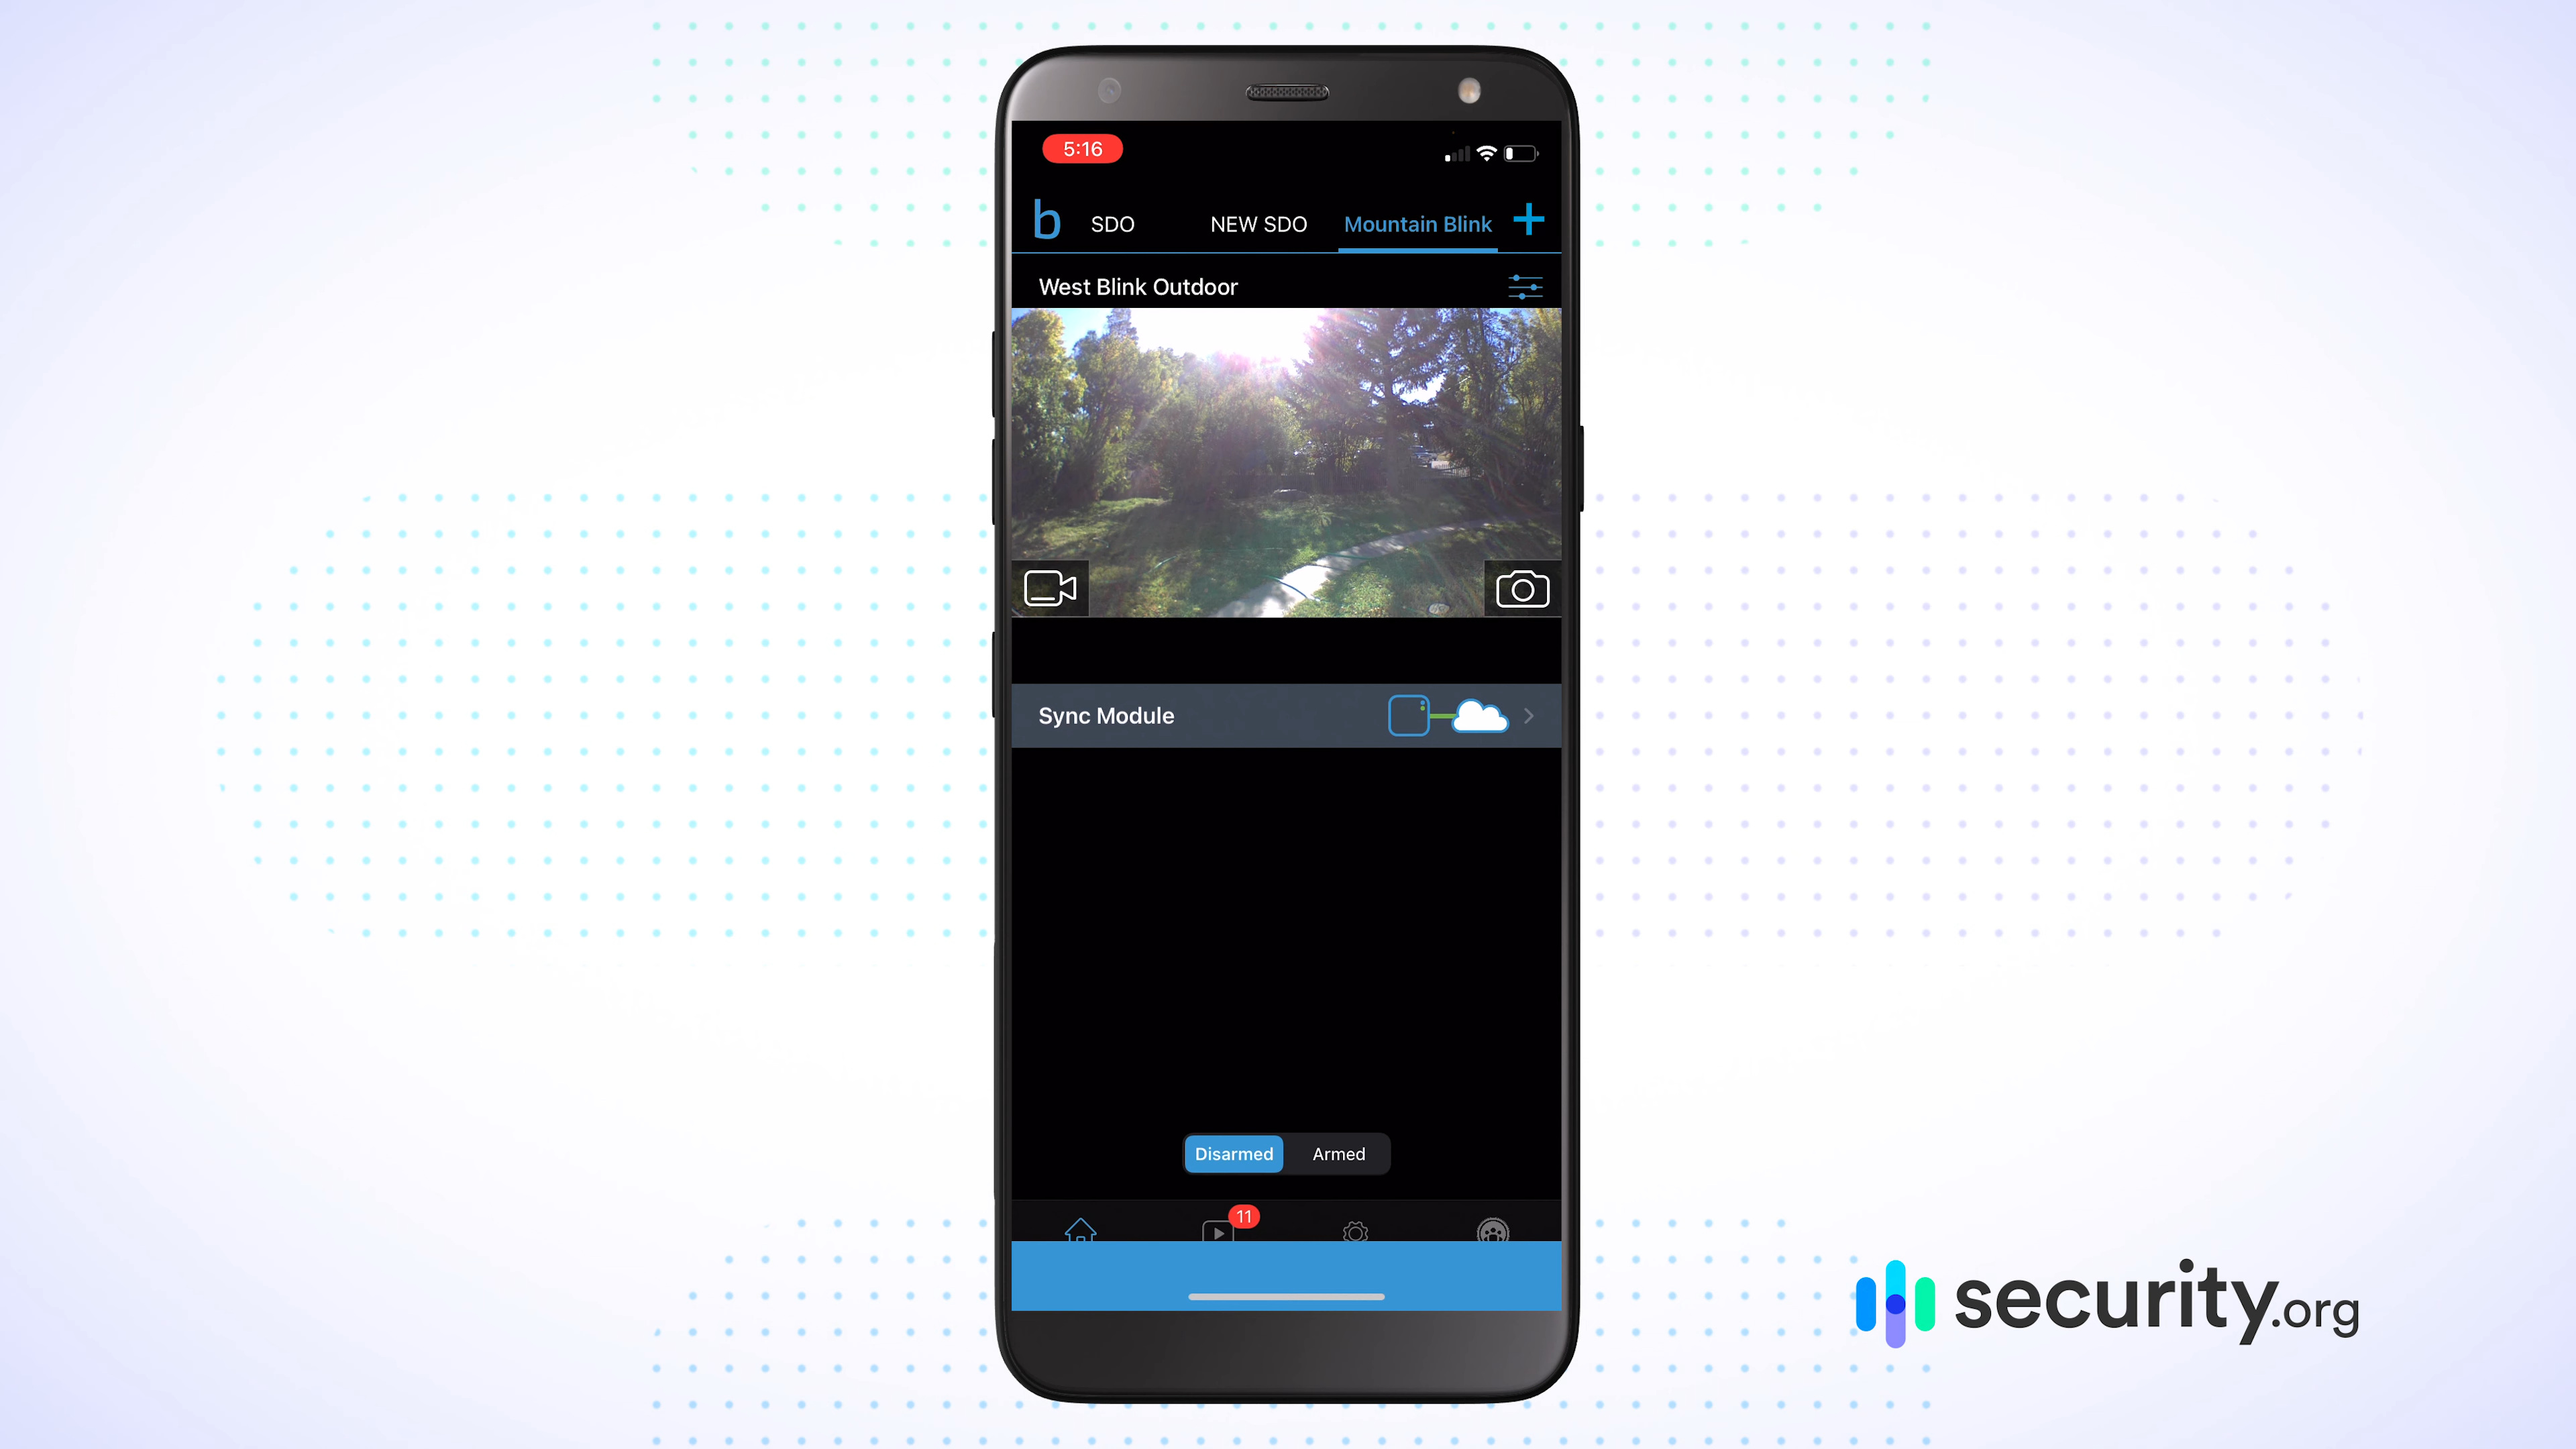 5:16
b SDO NEW SDO Mountain Blink
West Blink Outdoor
Sync Module
Disarmed Armed
11
security.org